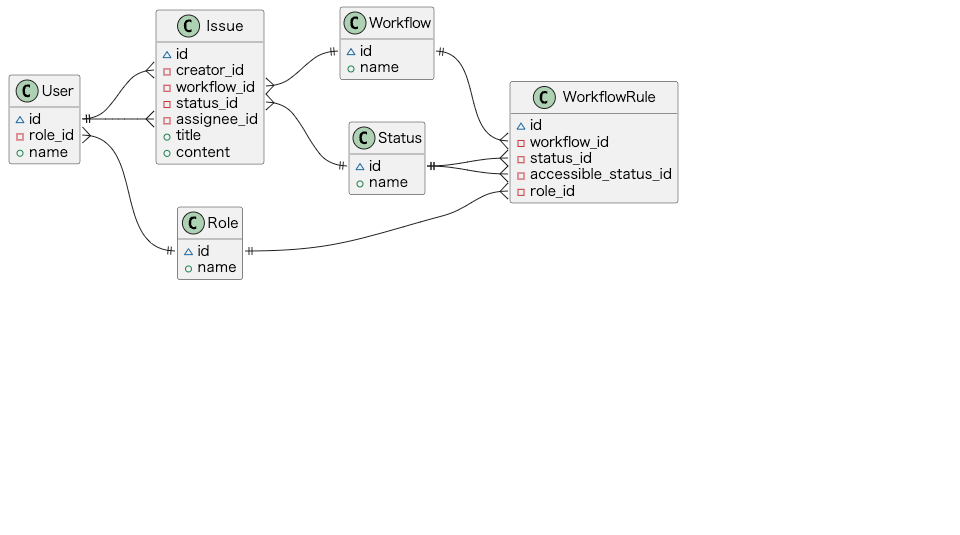 C User
id
role_id
name
C Issue
id
creator_id
workflow_id
status_id
assignee_id
title
content
C Role
id
name
C Workflow
id
name
C Status
id
name
C WorkflowRule
id
workflow_id
status_id
accessible_status_id
role_id